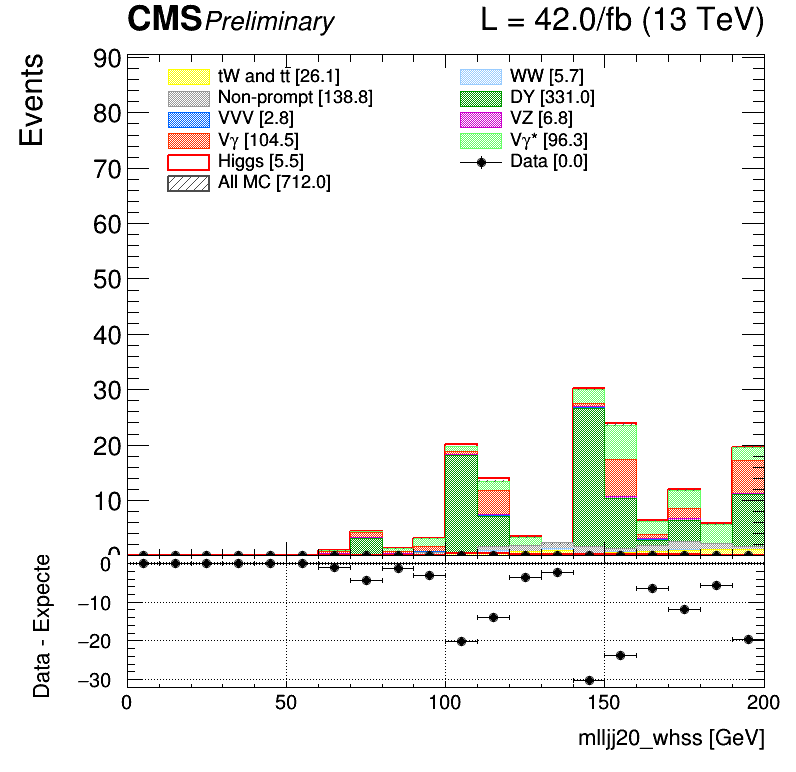 CMS Preliminary L = 42.0/fb (13 TeV)
Events
90
80
70
60
50
40
30
20
10
0
tW and tt̄ [26.1]
Non-prompt [138.8]
VVV [2.8]
Vγ [104.5]
Higgs [5.5]
All MC [712.0]
WW [5.7]
DY [331.0]
VZ [6.8]
Vγ* [96.3]
Data [0.0]
Data - Expecte
0
−10
−20
−30
0 50 100 150 200
mlljj20_whss [GeV]